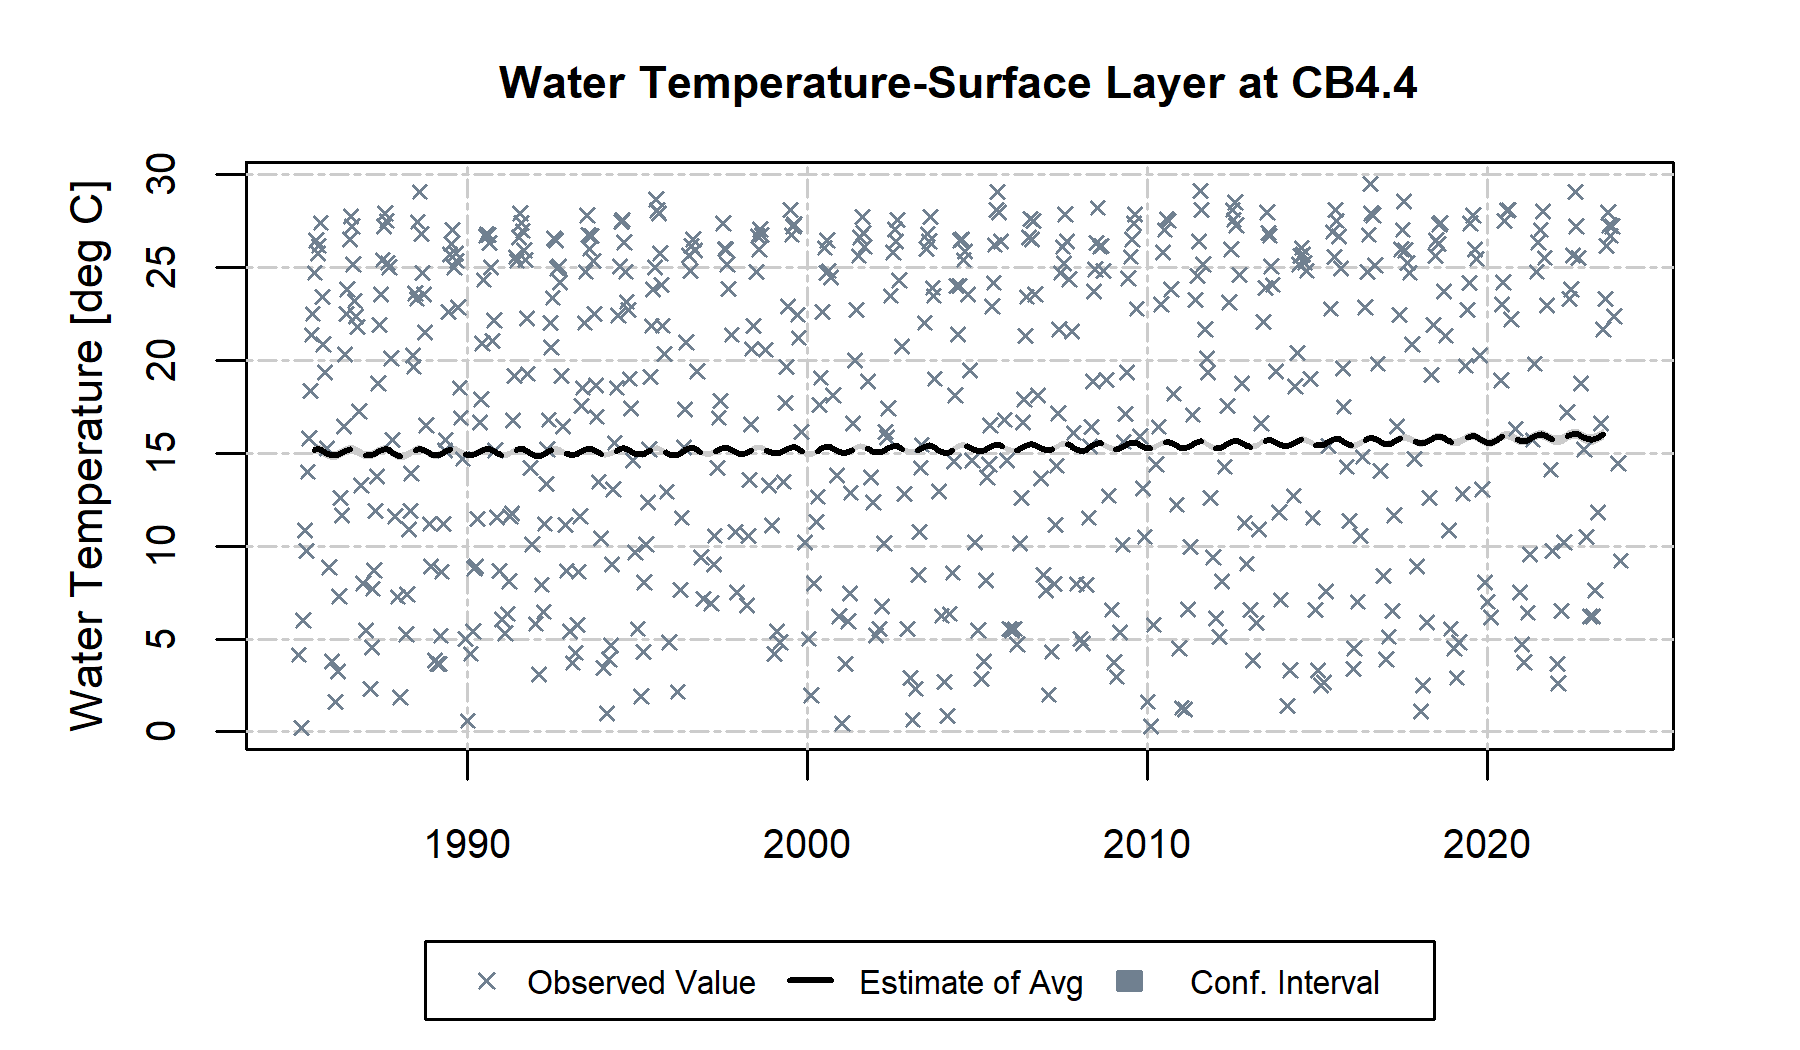 Water Temperature-Surface Layer at CB4.4
Water Temperature [deg C]
30
25
20
15
10
5
0
1990 2000 2010 2020
Observed Value Estimate of Avg Conf. Interval